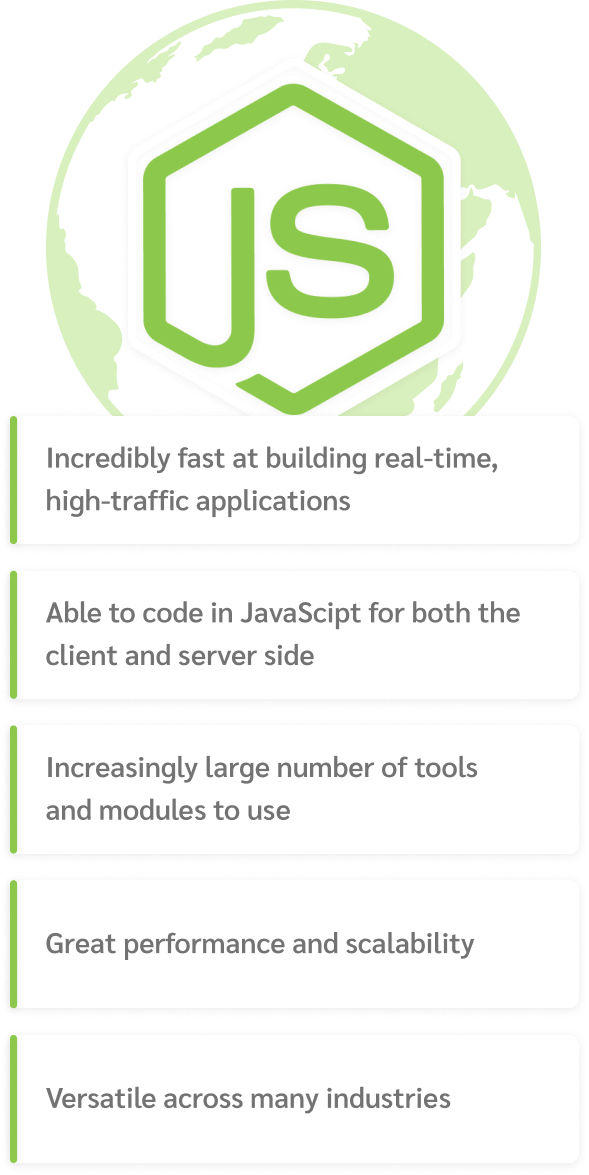 JS
Incredibly fast at building real-time,
high-traffic applications
Able to code in JavaScipt for both the
client and server side
Increasingly large number of tools
and modules to use
Great performance and scalability
Versatile across many industries